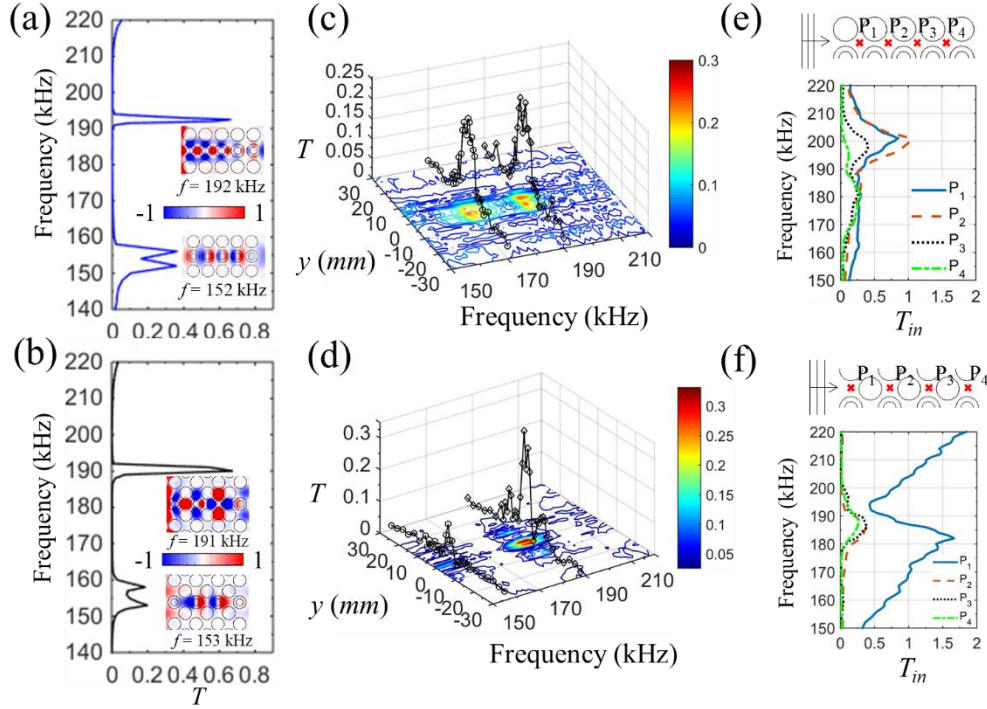 (a)
220
210
200
190
180
170
160
150
140
Frequency (kHz)
f = 192 kHz
-1 1
f = 152 kHz
0 0.2 0.4 0.6 0.8
(b)
220
210
200
190
180
170
160
150
140
Frequency (kHz)
f = 191 kHz
-1 1
f = 153 kHz
0 0.2 0.4 0.6 0.8
T
(c)
0.25
0.2
0.15
0.1
0.05
0
T
30
20
10
0
-10
-20
-30
y (mm)
150 170 190 210
Frequency (kHz)
0.3
0.2
0.1
0
(d)
0.3
0.2
0.1
0
T
30
20
10
0
-10
-20
-30
y (mm)
150 170 190 210
Frequency (kHz)
0.3
0.25
0.2
0.15
0.1
0.05
(e)
P1 P2 P3 P4
220
210
200
190
180
170
160
150
Frequency (kHz)
P1
P2
P3
P4
0 0.5 1 1.5 2
Tin
(f)
P1 P2 P3 P4
220
210
200
190
180
170
160
150
Frequency (kHz)
P1
P2
P3
P4
0 0.5 1 1.5 2
Tin